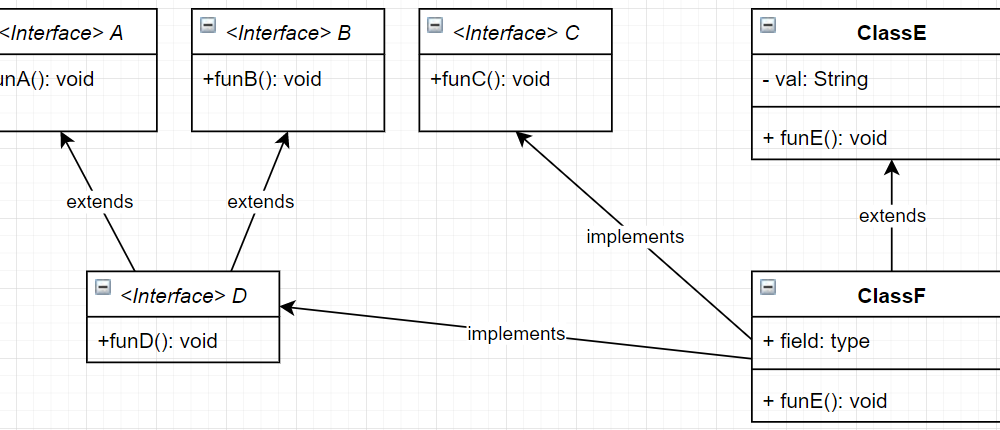 <Interface> A
<Interface> B
<Interface> C
ClassE
unA(): void
+funB(): void
+funC(): void
- val: String
+ funE(): void
extends
extends
implements
extends
<Interface> D
ClassF
+funD(): void
implements
+ field: type
+ funE(): void